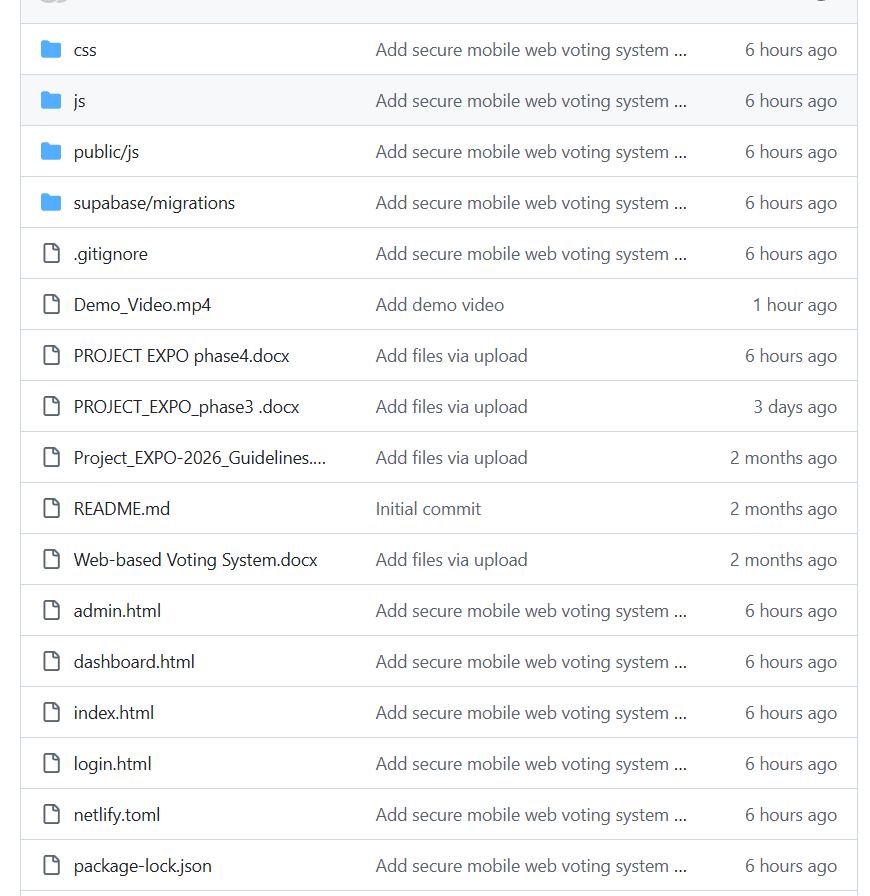 css Add secure mobile web voting system ... 6 hours ago
js Add secure mobile web voting system ... 6 hours ago
public/js Add secure mobile web voting system ... 6 hours ago
supabase/migrations Add secure mobile web voting system ... 6 hours ago
.gitignore Add secure mobile web voting system ... 6 hours ago
Demo_Video.mp4 Add demo video 1 hour ago
PROJECT EXPO phase4.docx Add files via upload 6 hours ago
PROJECT_EXPO_phase3 .docx Add files via upload 3 days ago
Project_EXPO-2026_Guidelines.... Add files via upload 2 months ago
README.md Initial commit 2 months ago
Web-based Voting System.docx Add files via upload 2 months ago
admin.html Add secure mobile web voting system ... 6 hours ago
dashboard.html Add secure mobile web voting system ... 6 hours ago
index.html Add secure mobile web voting system ... 6 hours ago
login.html Add secure mobile web voting system ... 6 hours ago
netlify.toml Add secure mobile web voting system ... 6 hours ago
package-lock.json Add secure mobile web voting system ... 6 hours ago